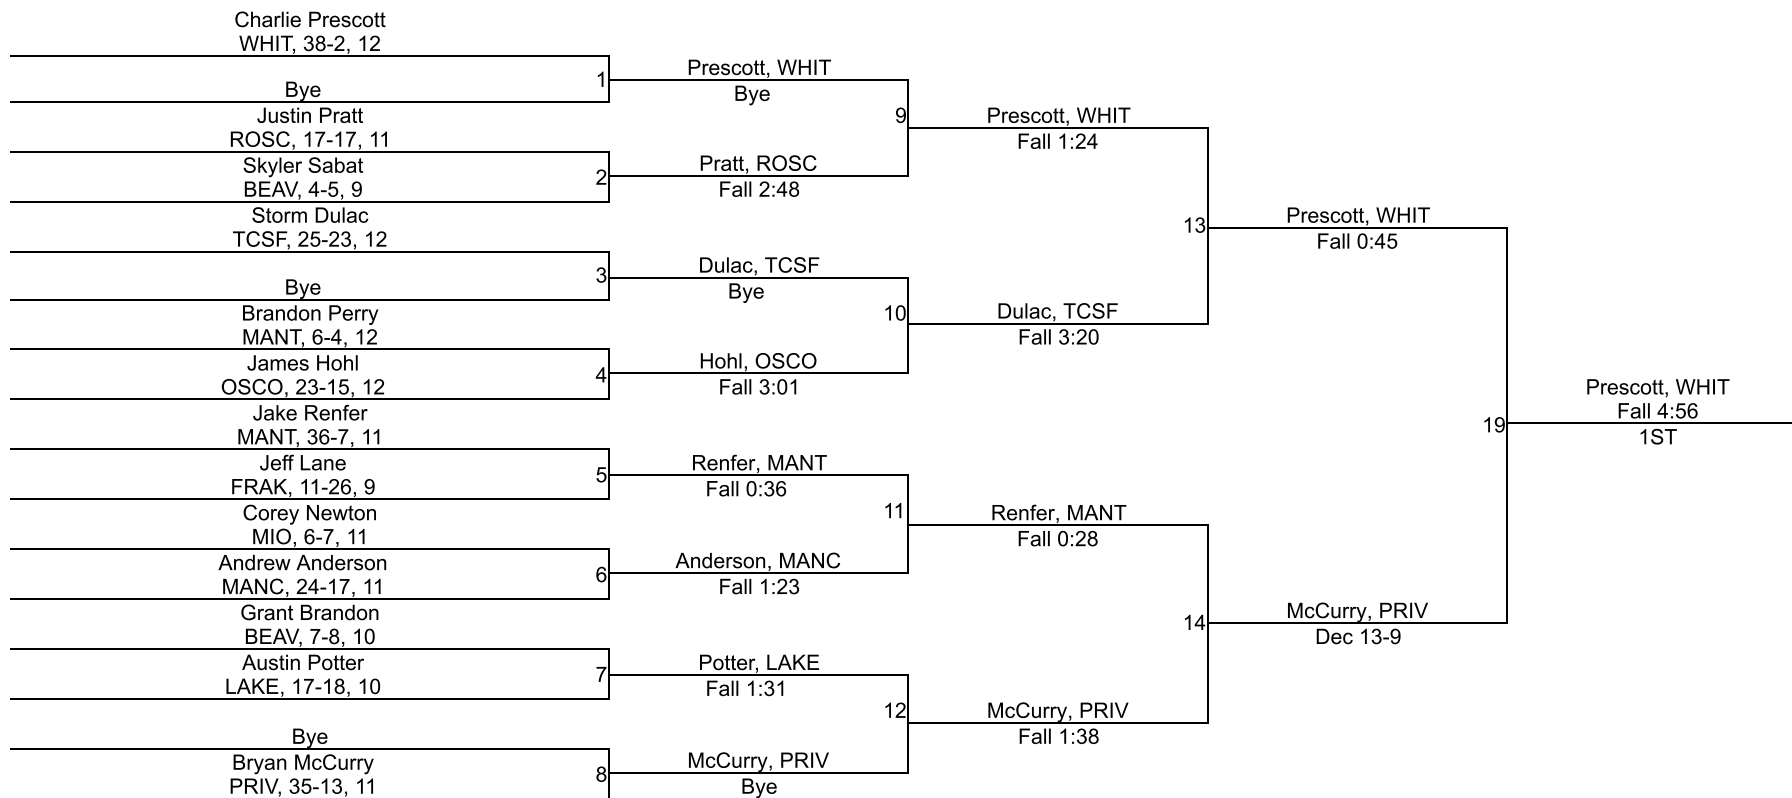 Charlie Prescott
WHIT, 38-2, 12
Bye
1
Justin Pratt
ROSC, 17-17, 11
Skyler Sabat
BEAV, 4-5, 9
2
Storm Dulac
TCSF, 25-23, 12
Bye
3
Brandon Perry
MANT, 6-4, 12
James Hohl
OSCO, 23-15, 12
4
Jake Renfer
MANT, 36-7, 11
Jeff Lane
FRAK, 11-26, 9
5
Corey Newton
MIO, 6-7, 11
Andrew Anderson
MANC, 24-17, 11
6
Grant Brandon
BEAV, 7-8, 10
Austin Potter
LAKE, 17-18, 10
7
Bye
Bryan McCurry
PRIV, 35-13, 11
8
Prescott, WHIT
Bye
9
Pratt, ROSC
Fall 2:48
Dulac, TCSF
Bye
10
Hohl, OSCO
Fall 3:01
Renfer, MANT
Fall 0:36
11
Anderson, MANC
Fall 1:23
Potter, LAKE
Fall 1:31
12
McCurry, PRIV
Bye
Prescott, WHIT
Fall 1:24
13
Dulac, TCSF
Fall 3:20
Renfer, MANT
Fall 0:28
14
McCurry, PRIV
Fall 1:38
Prescott, WHIT
Fall 0:45
19
McCurry, PRIV
Dec 13-9
Prescott, WHIT
Fall 4:56
1ST